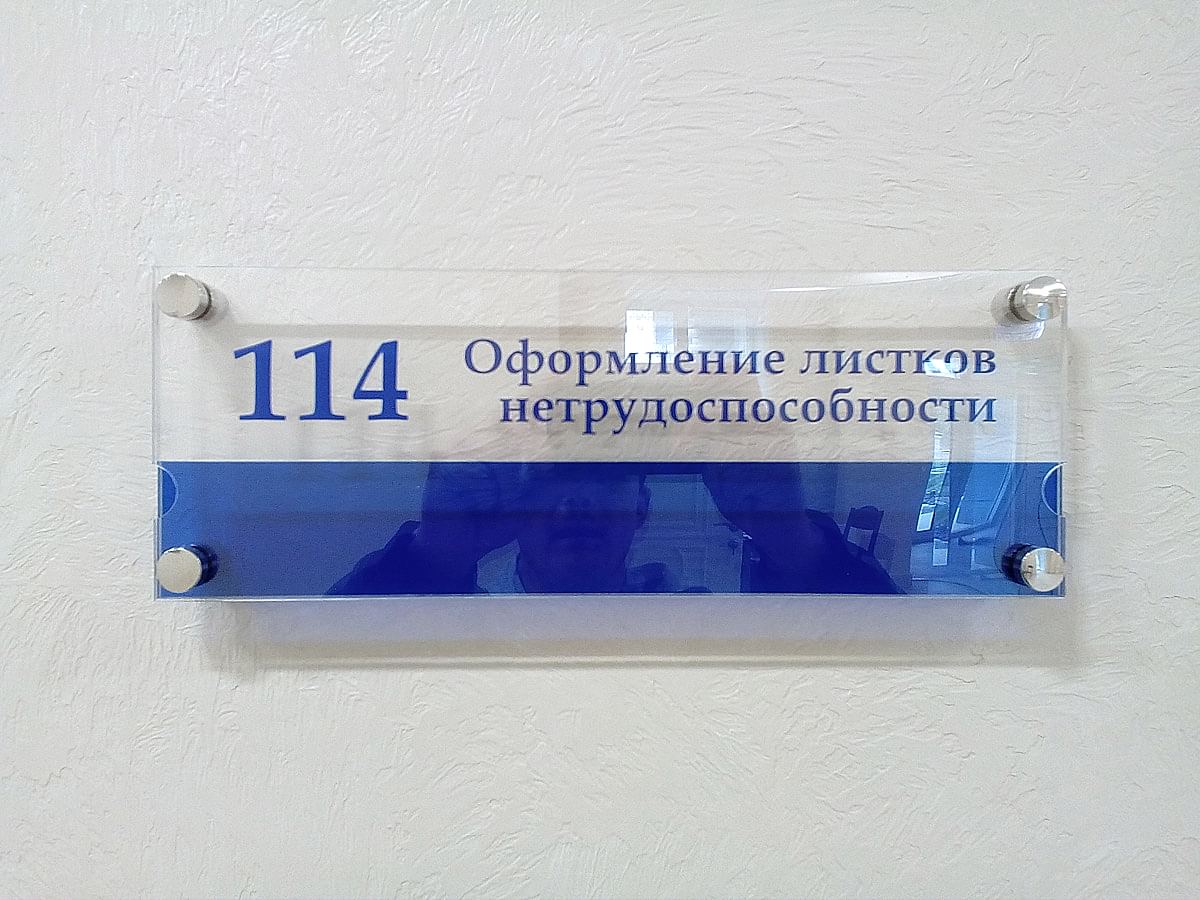 114
Оформление листков
нетрудоспособности